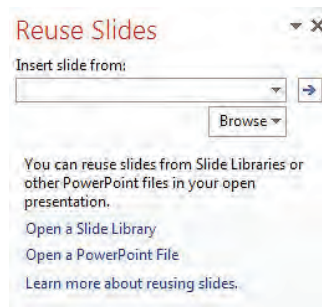 Reuse Slides
Insert slide from:
Browse
You can reuse slides from Slide Libraries or
other PowerPoint files in your open
presentation.
Open a Slide Library
Open a PowerPoint File
Learn more about reusing slides.